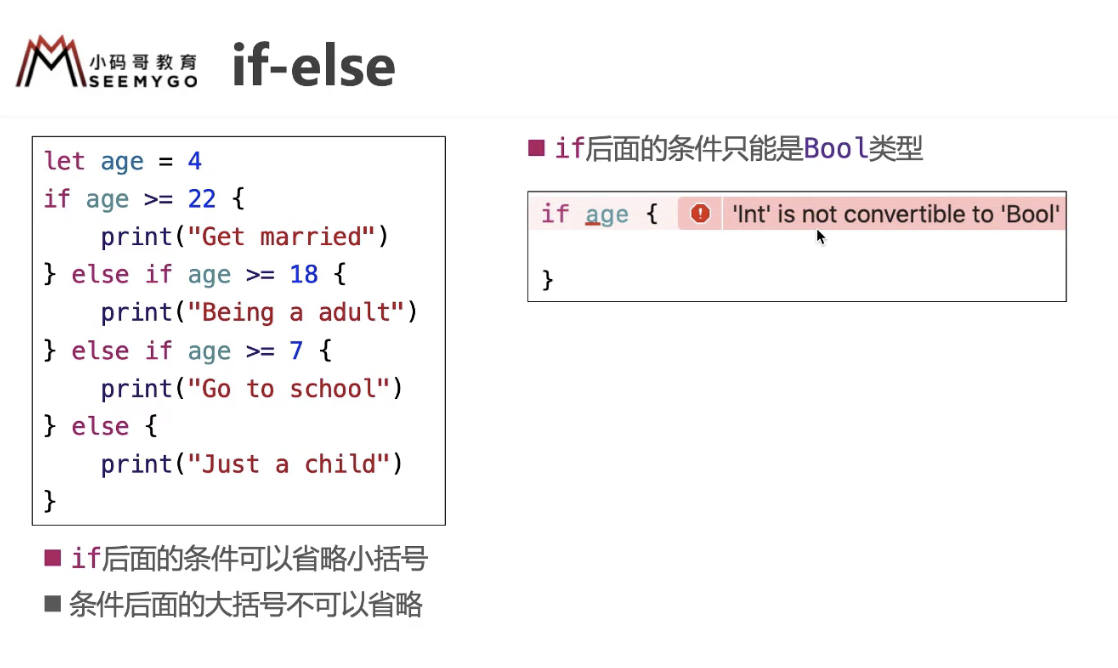 小码哥教育
SEEMYGO
if-else
let age = 4
if age >= 22 {
    print("Get married")
} else if age >= 18 {
    print("Being a adult")
} else if age >= 7 {
    print("Go to school")
} else {
    print("Just a child")
}
if后面的条件可以省略小括号
条件后面的大括号不可以省略
if后面的条件只能是Bool类型
if age { 'Int' is not convertible to 'Bool'
}